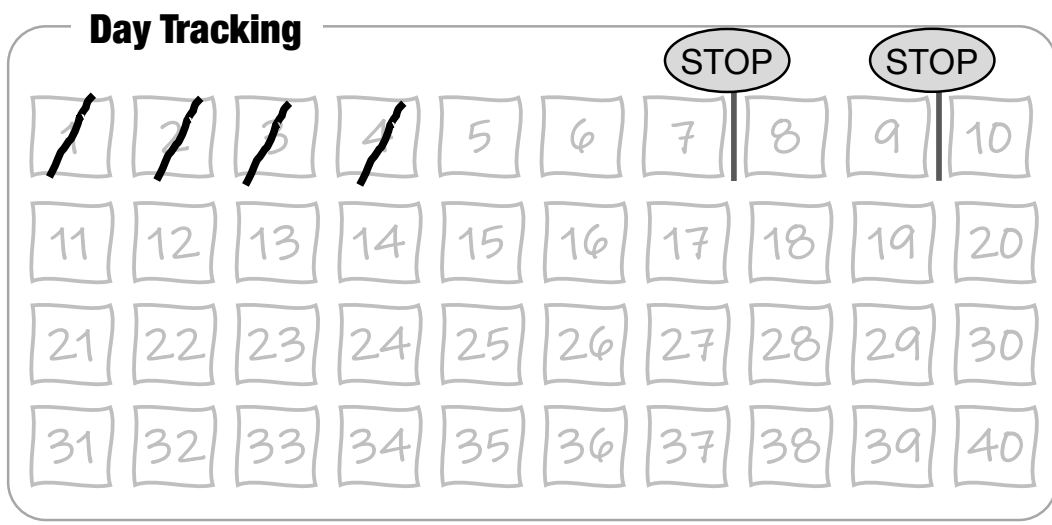 Day Tracking
STOP STOP
1 2 3 4 5 6 7 8 9 10
11 12 13 14 15 16 17 18 19 20
21 22 23 24 25 26 27 28 29 30
31 32 33 34 35 36 37 38 39 40